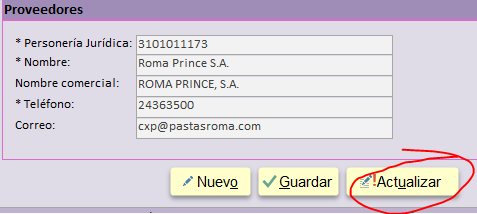 Proveedores
* Personería Jurídica: 3101011173
* Nombre: Roma Prince S.A.
Nombre comercial: ROMA PRINCE, S.A.
* Teléfono: 24363500
Correo: cxp@pastasroma.com
Nuevo Guardar Actualizar